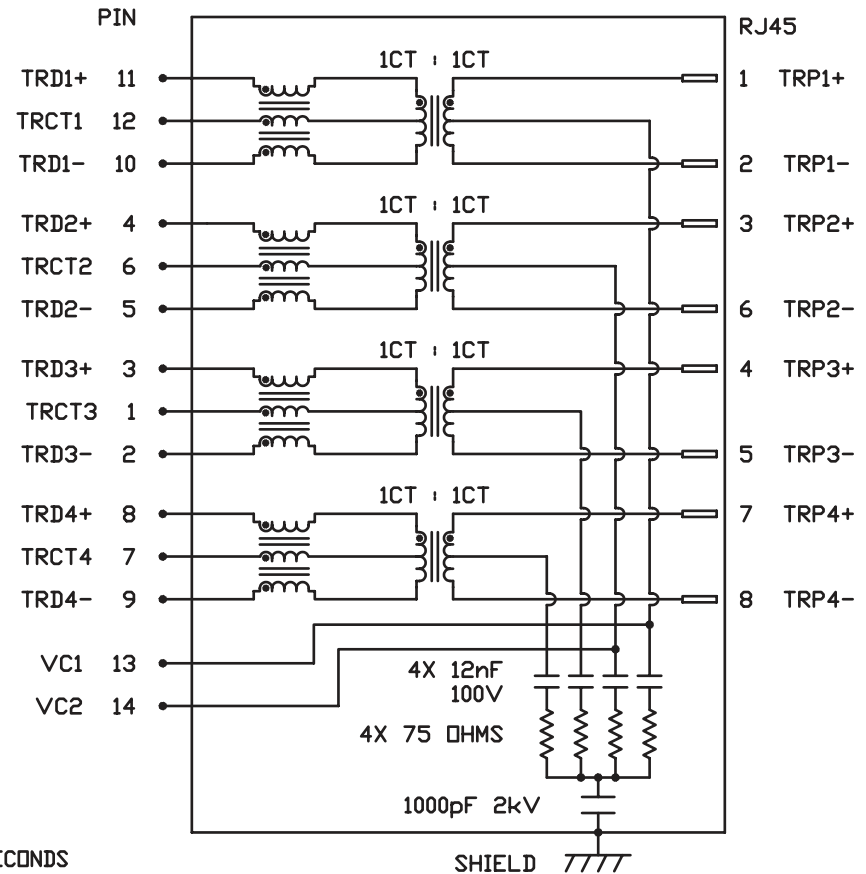 PIN
RJ45
1CT : 1CT
TRD1+ 11 1 TRP1+
TRCT1 12
TRD1- 10 2 TRP1-
1CT : 1CT
TRD2+ 4 3 TRP2+
TRCT2 6
TRD2- 5 6 TRP2-
1CT : 1CT
TRD3+ 3 4 TRP3+
TRCT3 1
TRD3- 2 5 TRP3-
1CT : 1CT
TRD4+ 8 7 TRP4+
TRCT4 7
TRD4- 9 8 TRP4-
VC1 13
4X 12nF
100V
VC2 14
4X 75 OHMS
1000pF 2kV
SHIELD